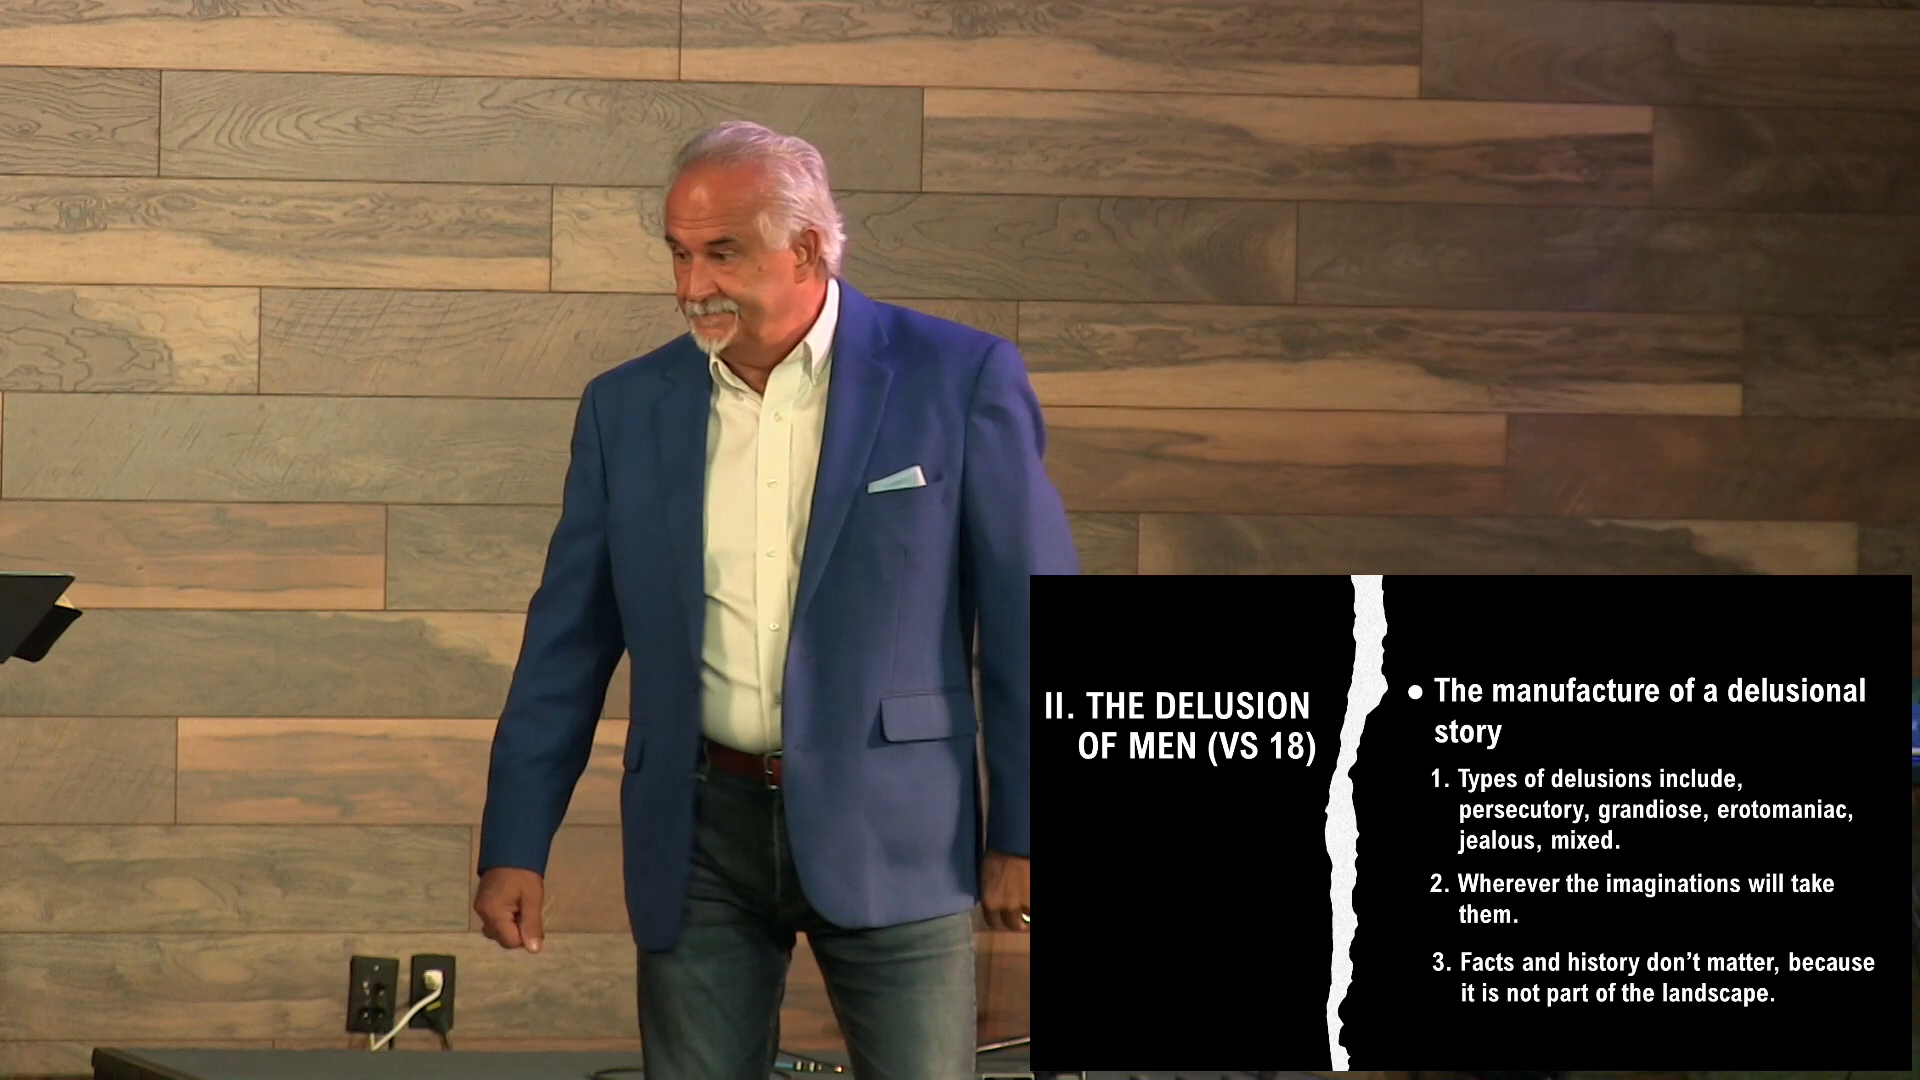 II. THE DELUSION
OF MEN (VS 18)
● The manufacture of a delusional
story
1. Types of delusions include,
persecutory, grandiose, erotomaniac,
jealous, mixed.
2. Wherever the imaginations will take
them.
3. Facts and history don’t matter, because
it is not part of the landscape.